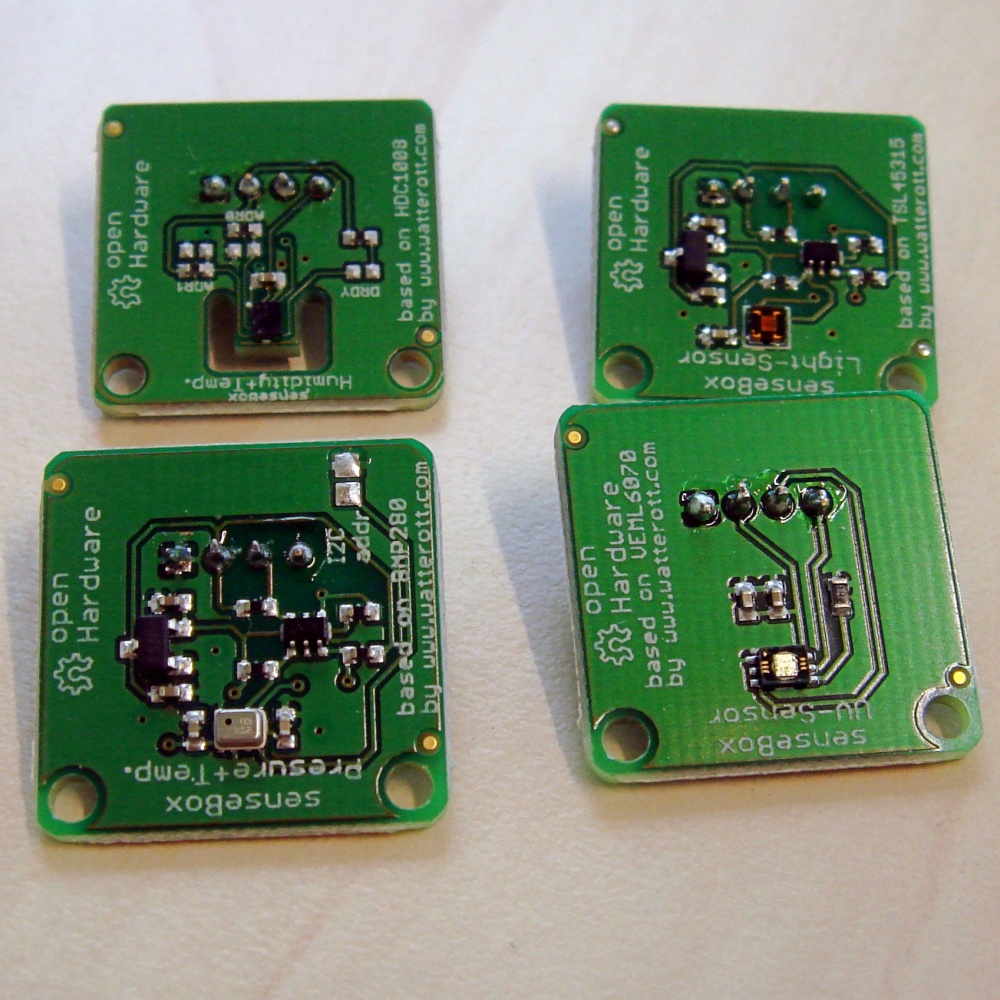 open
Hardware
ADR0
ADR1
DRDY
based on HDC1008
by www.watterott.com
Humidity+Temp.
senseBox
open
Hardware
based on TSL45315
by www.watterott.com
Light-Sensor
senseBox
open
Hardware
I2C
addr
based on BMP280
by www.watterott.com
Presure+Temp.
senseBox
open
Hardware
based on VEML6070
by www.watterott.com
UV-Sensor
senseBox